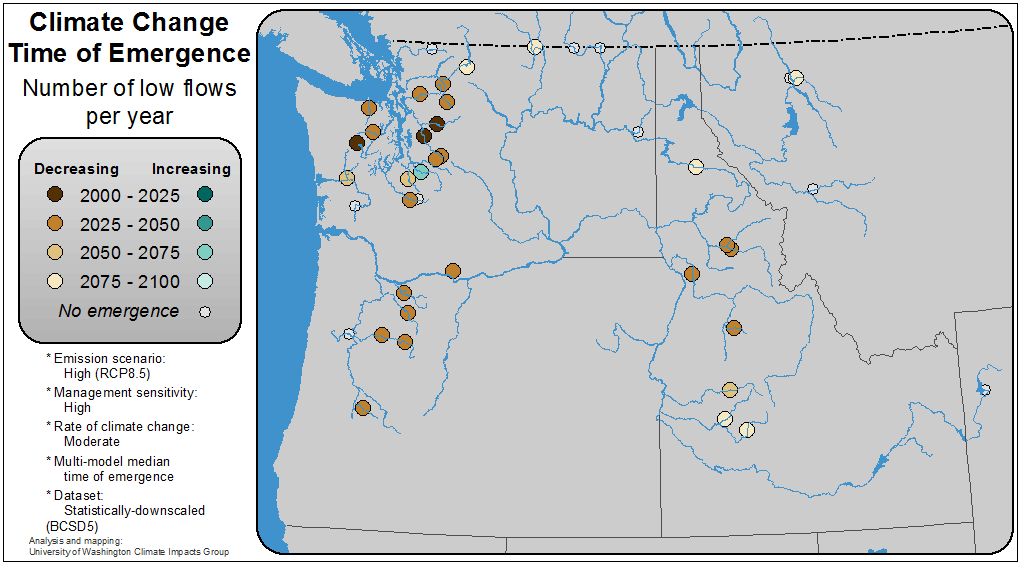 Climate Change
Time of Emergence
Number of low flows
per year
Decreasing Increasing
2000 - 2025
2025 - 2050
2050 - 2075
2075 - 2100
No emergence
* Emission scenario:
High (RCP8.5)
* Management sensitivity:
High
* Rate of climate change:
Moderate
* Multi-model median
time of emergence
* Dataset:
Statistically-downscaled
(BCSD5)
Analysis and mapping:
University of Washington Climate Impacts Group